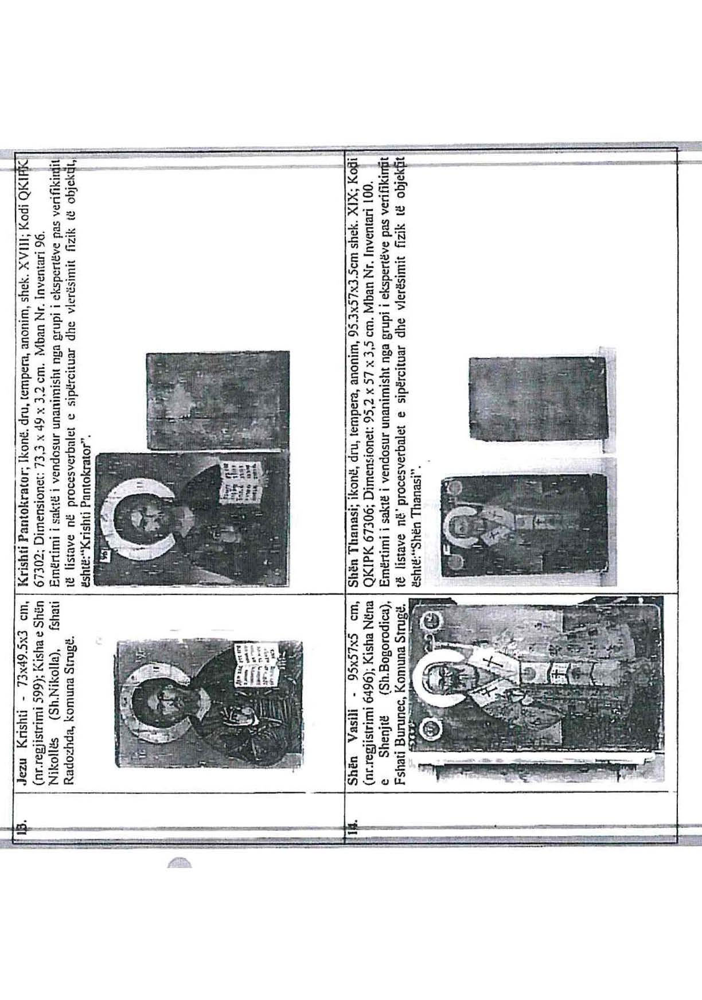 13.
Jezu Krishti - 73x49.5x3 cm,
(nr.regjistrimi 599); Kisha e Shën
Nikollës (Sh.Nikolla), fshati
Radozhda, komuna Strugë.
Krishti Pantokrator; Ikonë. dru, tempera, anonim, shek. XVIII; Kodi QKIPK
67302; Dimensionet: 73,3 x 49 x 3,2 cm. Mban Nr. Inventari 96.
Emërtimi i saktë i vendosur unanimisht nga grupi i ekspertëve pas verifikimit
të listave në procesverbalet e sipërcituar dhe vlerësimit fizik të objektit,
është:“Krishti Pantokrator”.
96
14.
Shën Vasili - 95x57x5 cm,
(nr.regjistrimi 6496); Kisha Nëna
e Shenjtë (Sh.Bogorodica),
Fshati Burunec, Komuna Strugë.
Shën Thanasi; ikonë, dru, tempera, anonim, 95.3x57x3.5cm shek. XIX; Kodi
QKIPK 67306; Dimensionet: 95,2 x 57 x 3,5 cm. Mban Nr. Inventari 100.
Emërtimi i saktë i vendosur unanimisht nga grupi i ekspertëve pas verifikimit
të listave në procesverbalet e sipërcituar dhe vlerësimit fizik të objektit
është:“Shën Thanasi”.